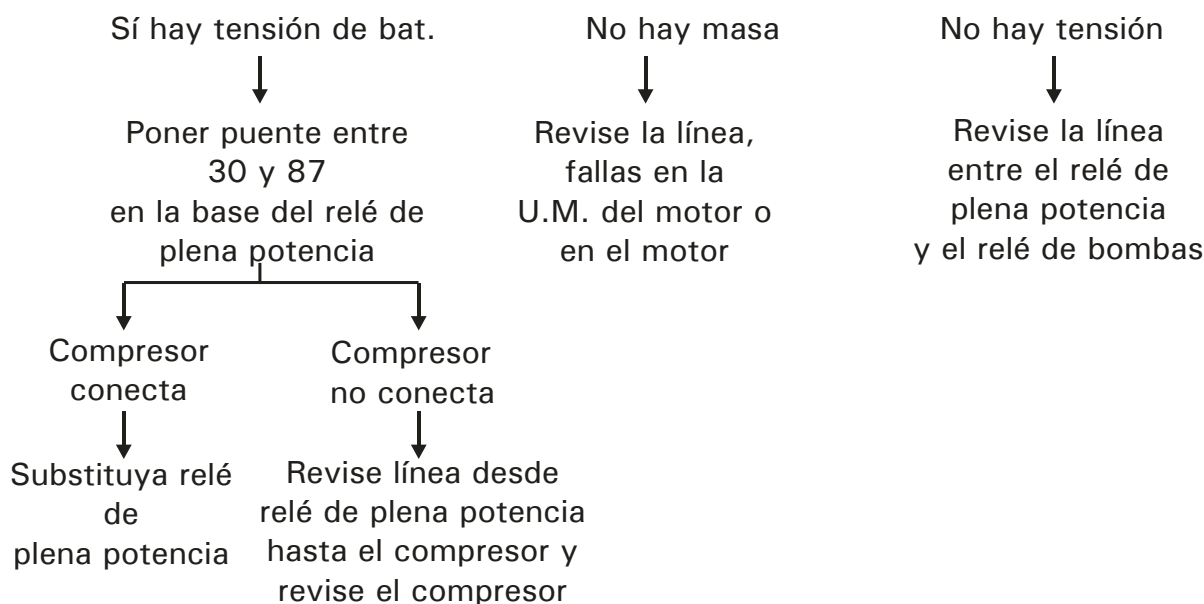 Sí hay tensión de bat.
Poner puente entre
30 y 87
en la base del relé de
plena potencia
Compresor
conecta
Substituya relé
de
plena potencia
Compresor
no conecta
Revise línea desde
relé de plena potencia
hasta el compresor y
revise el compresor
No hay masa
Revise la línea,
fallas en la
U.M. del motor o
en el motor
No hay tensión
Revise la línea
entre el relé de
plena potencia
y el relé de bombas